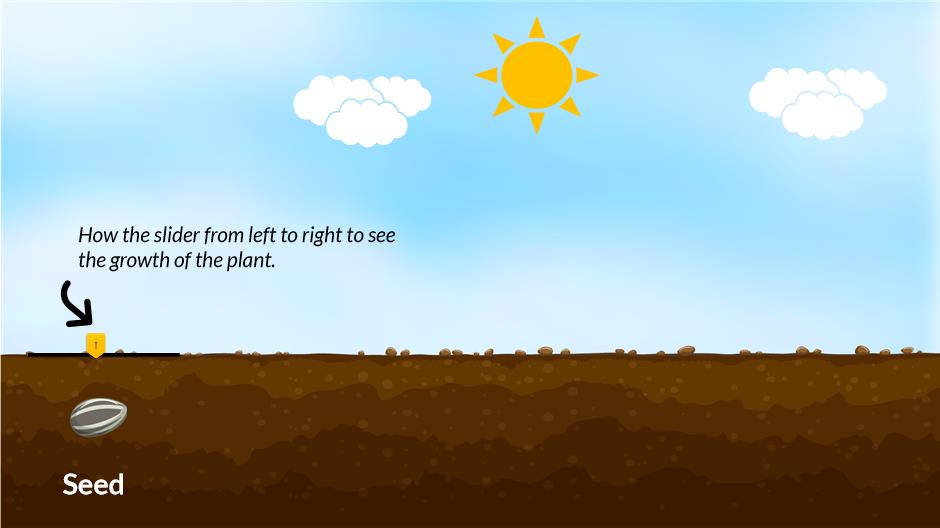 How the slider from left to right to see
the growth of the plant.
Seed